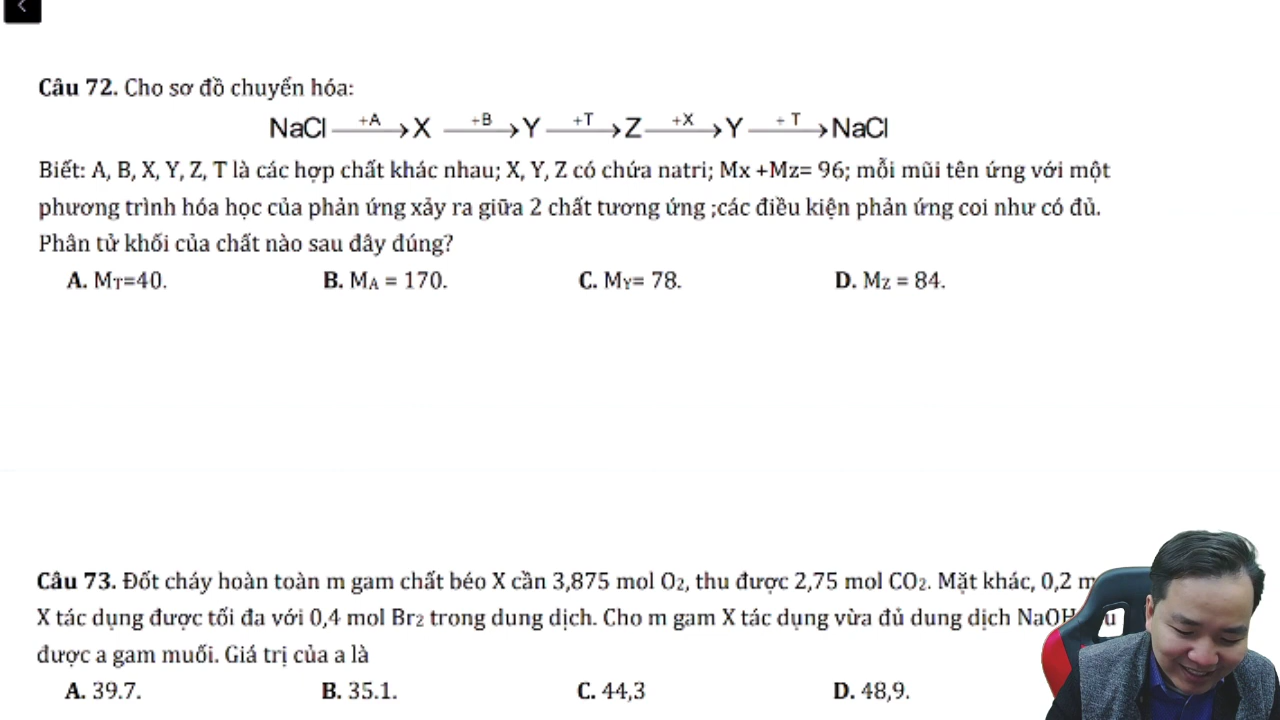 Câu 72. Cho sơ đồ chuyển hóa:
NaCl +A → X +B → Y +T → Z +X → Y + T → NaCl
Biết: A, B, X, Y, Z, T là các hợp chất khác nhau; X, Y, Z có chứa natri; Mx +Mz= 96; mỗi mũi tên ứng với một
phương trình hóa học của phản ứng xảy ra giữa 2 chất tương ứng ;các điều kiện phản ứng coi như có đủ.
Phân tử khối của chất nào sau đây đúng?
A. MT=40. B. MA = 170. C. MY= 78. D. MZ = 84.
Câu 73. Đốt cháy hoàn toàn m gam chất béo X cần 3,875 mol O2, thu được 2,75 mol CO2. Mặt khác, 0,2
X tác dụng được tối đa với 0,4 mol Br2 trong dung dịch. Cho m gam X tác dụng vừa đủ dung dịch
được a gam muối. Giá trị của a là
A. 39.7. B. 35.1. C. 44,3 D. 48,9.